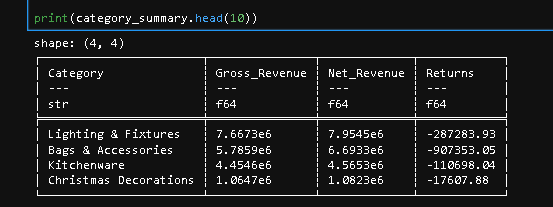 print(category_summary.head(10))
shape: (4, 4)
Category Gross_Revenue Net_Revenue Returns
--- --- --- ---
str f64 f64 f64
Lighting & Fixtures 7.6673e6 7.9545e6 -287283.93
Bags & Accessories 5.7859e6 6.6933e6 -907353.05
Kitchenware 4.4546e6 4.5653e6 -110698.04
Christmas Decorations 1.0647e6 1.0823e6 -17607.88